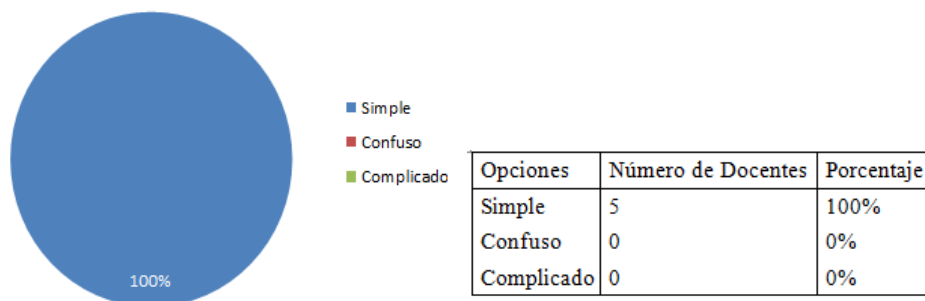 100%
Simple
Confuso
Complicado
Opciones Número de Docentes Porcentaje
Simple 5 100%
Confuso 0 0%
Complicado 0 0%